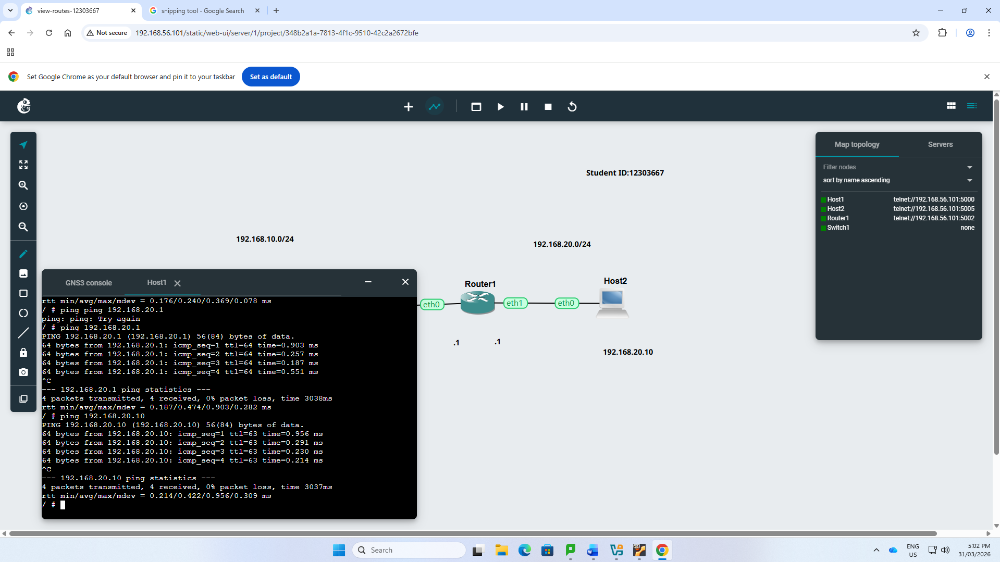 view-routes-12303667
snipping tool - Google Search
Not secure
192.168.56.101/static/web-ui/server/1/project/348b2a1a-7813-4f1c-9510-42c2a2672bfe
Set Google Chrome as your default browser and pin it to your taskbar
Set as default
Map topology
Servers
Filter nodes
sort by name ascending
Host1 telnet://192.168.56.101:5000
Host2 telnet://192.168.56.101:5005
Router1 telnet://192.168.56.101:5002
Switch1 none
Student ID:12303667
192.168.10.0/24
192.168.20.0/24
Router1
Host2
eth0
eth1
eth0
.1
.1
192.168.20.10
GNS3 console
Host1
rtt min/avg/max/mdev = 0.176/0.240/0.369/0.078 ms
/ # ping ping 192.168.20.1
ping: ping: Try again
/ # ping 192.168.20.1
PING 192.168.20.1 (192.168.20.1) 56(84) bytes of data.
64 bytes from 192.168.20.1: icmp_seq=1 ttl=64 time=0.903 ms
64 bytes from 192.168.20.1: icmp_seq=2 ttl=64 time=0.257 ms
64 bytes from 192.168.20.1: icmp_seq=3 ttl=64 time=0.187 ms
64 bytes from 192.168.20.1: icmp_seq=4 ttl=64 time=0.551 ms
^C
--- 192.168.20.1 ping statistics ---
4 packets transmitted, 4 received, 0% packet loss, time 3038ms
rtt min/avg/max/mdev = 0.187/0.474/0.903/0.282 ms
/ # ping 192.168.20.10
PING 192.168.20.10 (192.168.20.10) 56(84) bytes of data.
64 bytes from 192.168.20.10: icmp_seq=1 ttl=63 time=0.956 ms
64 bytes from 192.168.20.10: icmp_seq=2 ttl=63 time=0.291 ms
64 bytes from 192.168.20.10: icmp_seq=3 ttl=63 time=0.230 ms
64 bytes from 192.168.20.10: icmp_seq=4 ttl=63 time=0.214 ms
^C
--- 192.168.20.10 ping statistics ---
4 packets transmitted, 4 received, 0% packet loss, time 3037ms
rtt min/avg/max/mdev = 0.214/0.422/0.956/0.309 ms
/ #
Search
ENG
US
5:02 PM
31/03/2026